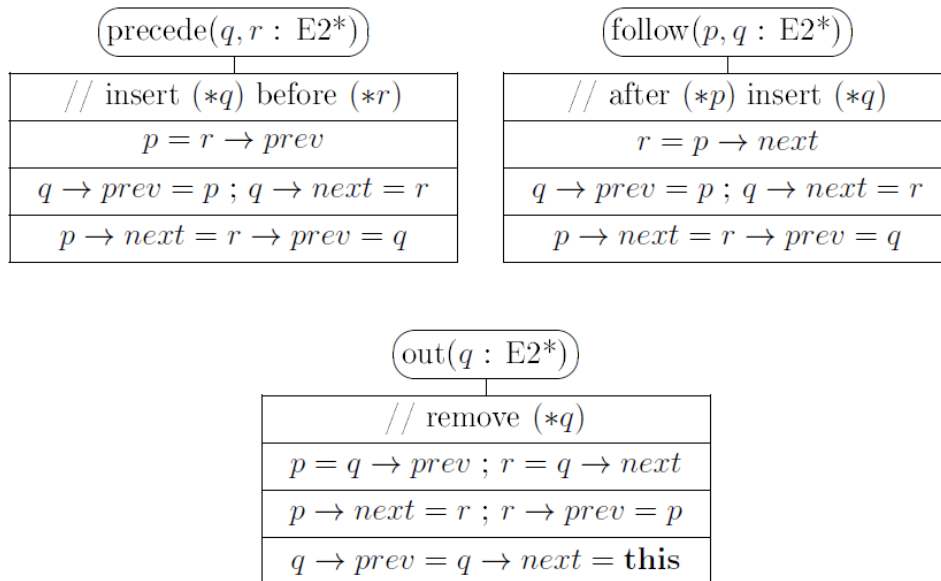 precede(q, r : E2*)
// insert (*q) before (*r)
p = r → prev
q → prev = p ; q → next = r
p → next = r → prev = q
follow(p, q : E2*)
// after (*p) insert (*q)
r = p → next
q → prev = p ; q → next = r
p → next = r → prev = q
out(q : E2*)
// remove (*q)
p = q → prev ; r = q → next
p → next = r ; r → prev = p
q → prev = q → next = this